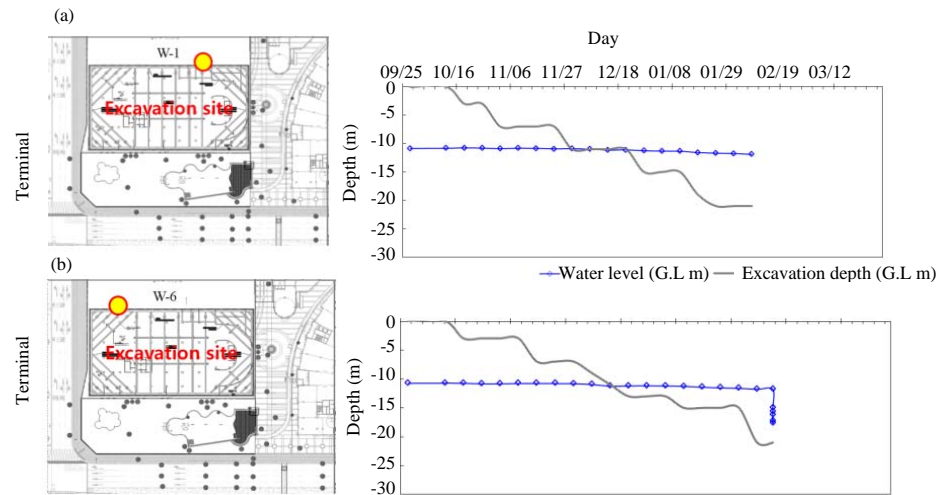 (a)
W-1
Excavation site
Terminal
Day
09/25 10/16 11/06 11/27 12/18 01/08 01/29 02/19 03/12
0
-5
-10
-15
-20
-25
-30
Depth (m)
Water level (G.L m) Excavation depth (G.L m)
(b)
W-6
Excavation site
Terminal
0
-5
-10
-15
-20
-25
-30
Depth (m)